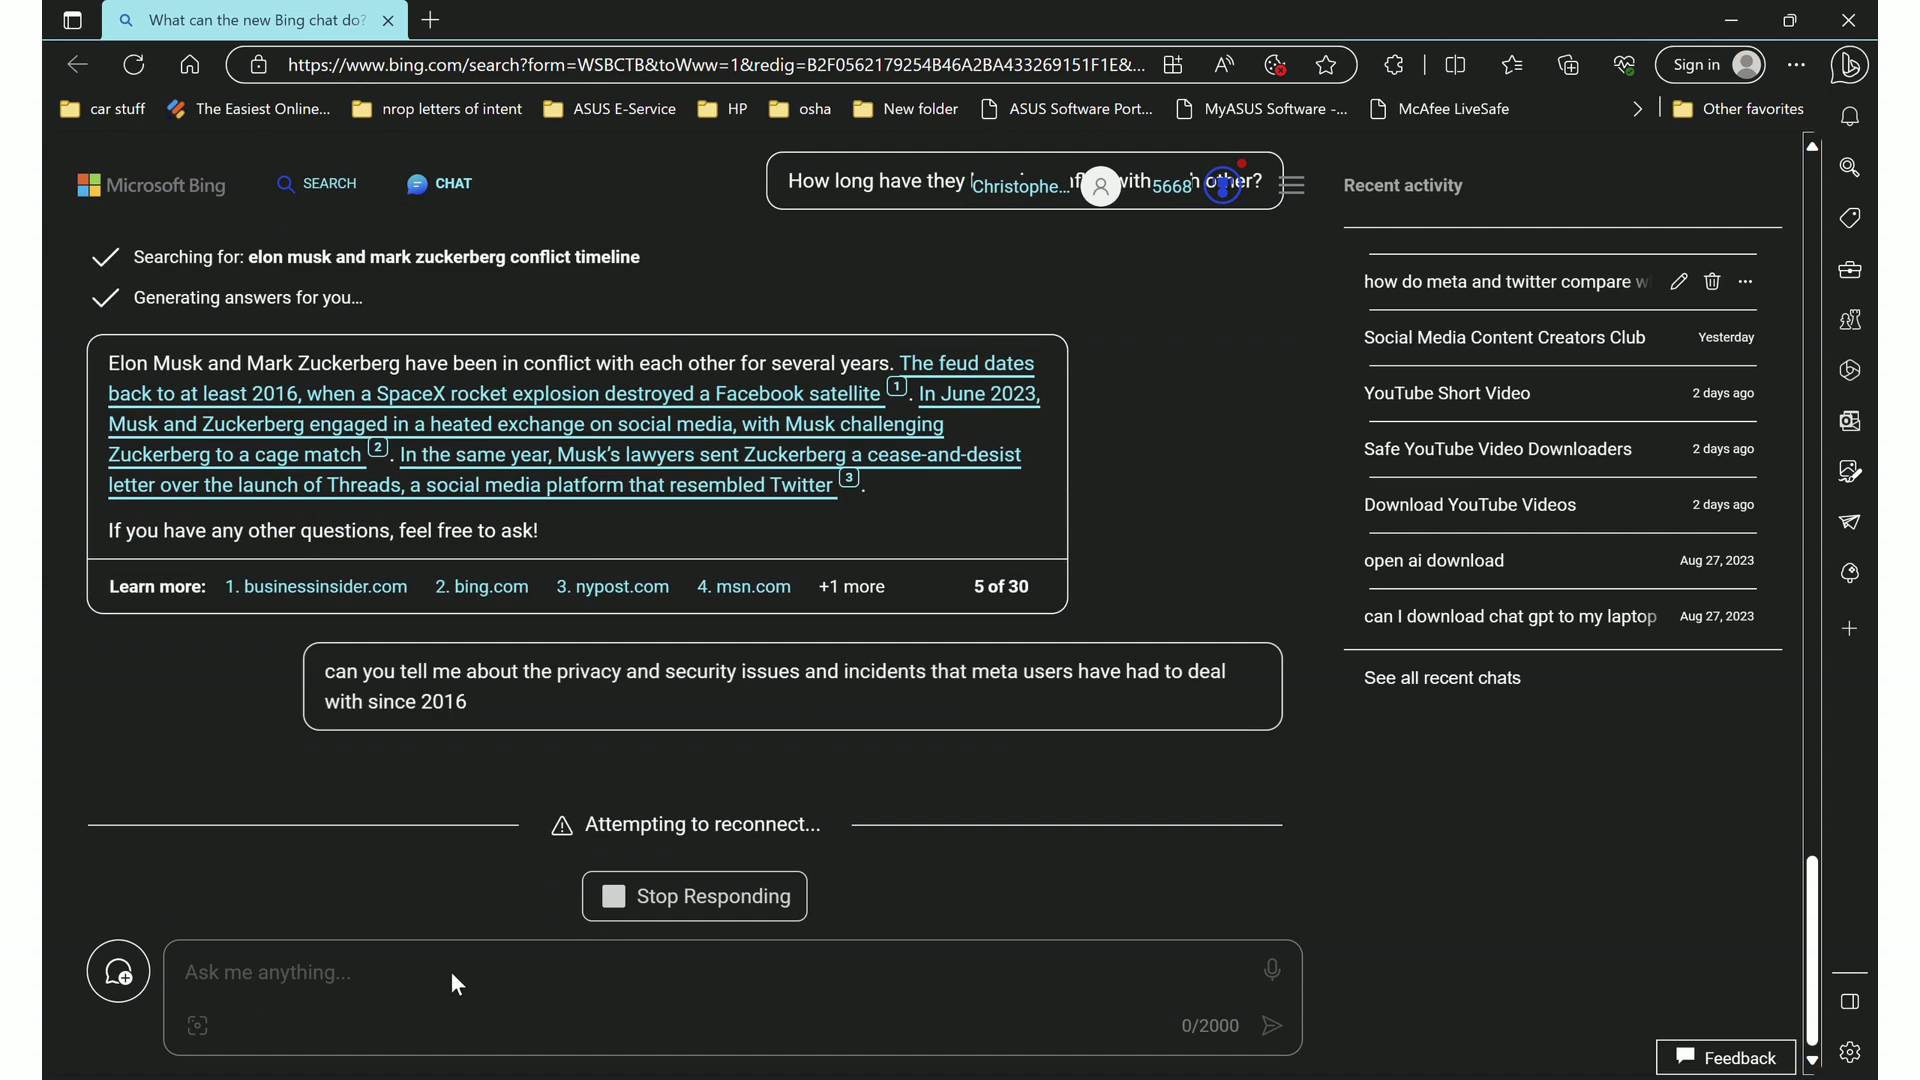 What can the new Bing chat do?
https://www.bing.com/search?form=WSBCTB&toWww=1&redig=B2F0562179254B46A2BA433269151F1E&...
Sign in
car stuff
The Easiest Online...
nrop letters of intent
ASUS E-Service
HP
osha
New folder
ASUS Software Port...
MyASUS Software -...
McAfee LiveSafe
Other favorites
Microsoft Bing
SEARCH
CHAT
How long have they
with
other?
Christophe...
5668
Recent activity
Searching for: elon musk and mark zuckerberg conflict timeline
Generating answers for you...
Elon Musk and Mark Zuckerberg have been in conflict with each other for several years. The feud dates
back to at least 2016, when a SpaceX rocket explosion destroyed a Facebook satellite 1. In June 2023,
Musk and Zuckerberg engaged in a heated exchange on social media, with Musk challenging
Zuckerberg to a cage match 2. In the same year, Musk's lawyers sent Zuckerberg a cease-and-desist
letter over the launch of Threads, a social media platform that resembled Twitter 3.
If you have any other questions, feel free to ask!
Learn more: 1. businessinsider.com 2. bing.com 3. nypost.com 4. msn.com +1 more 5 of 30
can you tell me about the privacy and security issues and incidents that meta users have had to deal
with since 2016
Attempting to reconnect...
Stop Responding
Ask me anything...
0/2000
how do meta and twitter compare w
Social Media Content Creators Club Yesterday
YouTube Short Video 2 days ago
Safe YouTube Video Downloaders 2 days ago
Download YouTube Videos 2 days ago
open ai download Aug 27, 2023
can I download chat gpt to my laptop Aug 27, 2023
See all recent chats
Feedback